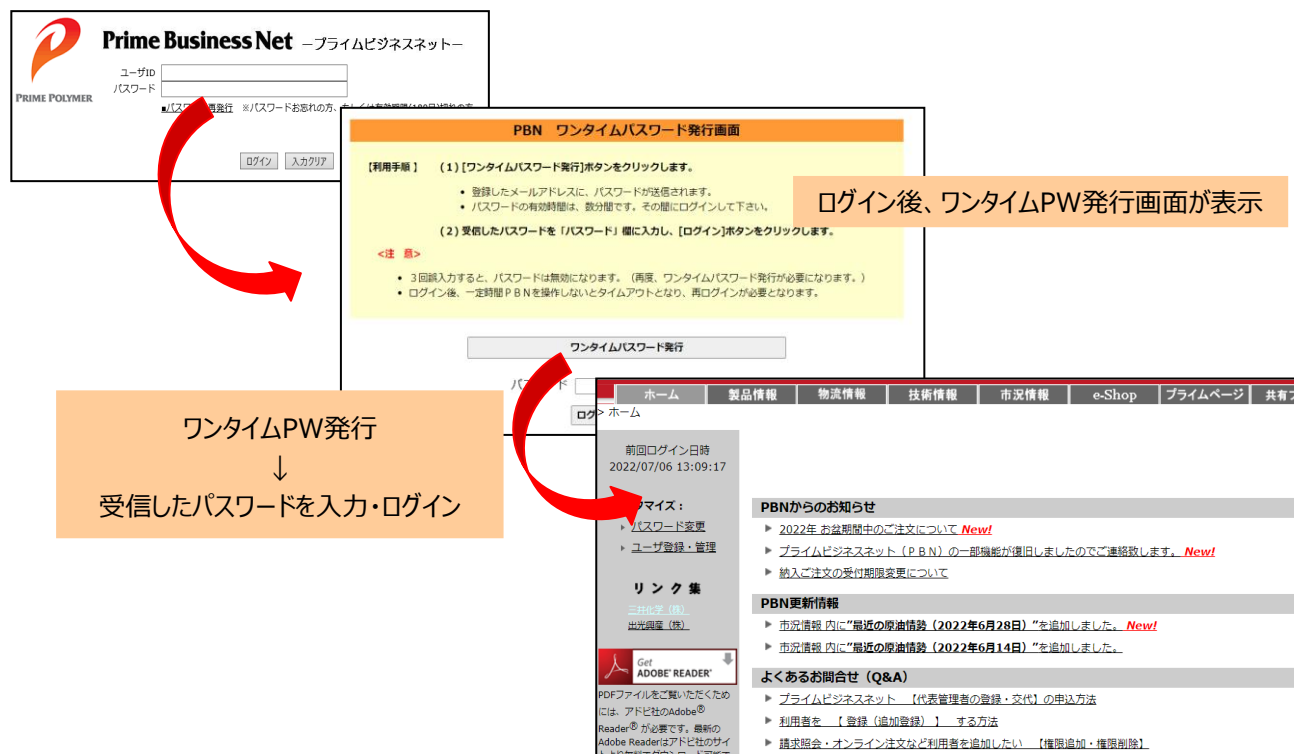 Prime Business Net －プライムビジネスネット－
ユーザID
パスワード
PRIME POLYMER
再発行 ※パスワードお忘れの方、
ログイン 入力クリア
PBN ワンタイムパスワード発行画面
【利用手順 】 （1）[ワンタイムパスワード発行]ボタンをクリックします。
• 登録したメールアドレスに、パスワードが送信されます。
• パスワードの有効時間は、数分間です。その間にログインして下さい。
（2）受信したパスワードを「パスワード」欄に入力し、[ログイン]ボタンをクリックします。
<注 意>
• 3回誤入力すると、パスワードは無効になります。（再度、ワンタイムパスワード発行が必要になります。）
• ログイン後、一定時間ＰＢＮを操作しないとタイムアウトとなり、再ログインが必要となります。
ワンタイムパスワード発行
ログイン後、ワンタイムPW発行画面が表示
ワンタイムPW発行
↓
受信したパスワードを入力・ログイン
ホーム 製品情報 物流情報 技術情報 市況情報 e-Shop プライムページ 共有
> ホーム
前回ログイン日時
2022/07/06 13:09:17
マイズ：
パスワード変更
ユーザ登録・管理
リ ン ク 集
三井化学（株）
出光興産（株）
Get
ADOBE® READER®
PDFファイルをご覧いただくため
には、アドビ社のAdobe®
Reader® が必要です。最新の
Adobe Readerはアドビ社のサイ
PBNからのお知らせ
2022年 お盆期間中のご注文について New!
プライムビジネスネット（ＰＢＮ）の一部機能が復旧しましたのでご連絡致します。 New!
納入ご注文の受付期限変更について
PBN更新情報
市況情報 内に"最近の原油情勢（2022年6月28日）"を追加しました。 New!
市況情報 内に"最近の原油情勢（2022年6月14日）"を追加しました。
よくあるお問合せ（Q&A）
プライムビジネスネット 【代表管理者の登録・交代】の申込方法
利用者を 【 登録（追加登録） 】 する方法
請求照会・オンライン注文など利用者を追加したい 【権限追加・権限削除】